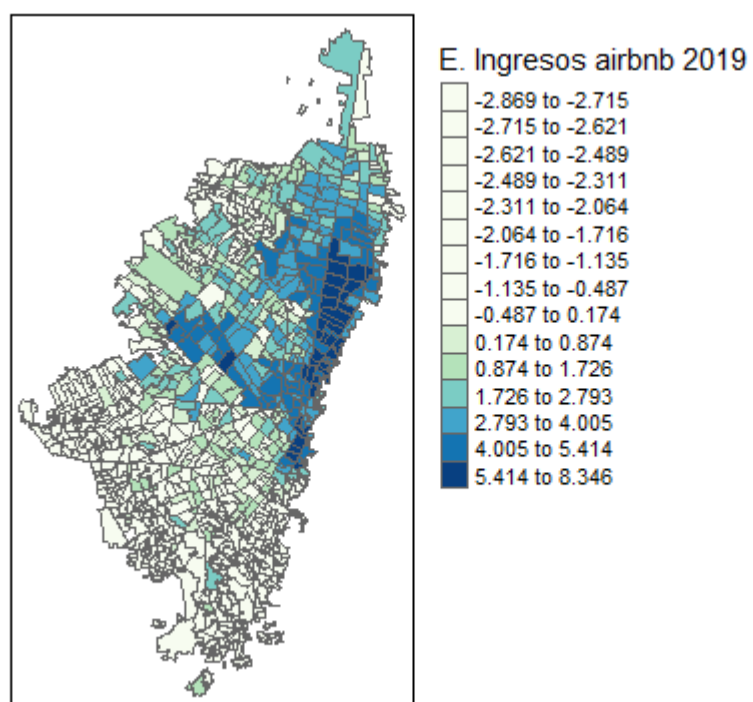 E. Ingresos airbnb 2019
-2.869 to -2.715
-2.715 to -2.621
-2.621 to -2.489
-2.489 to -2.311
-2.311 to -2.064
-2.064 to -1.716
-1.716 to -1.135
-1.135 to -0.487
-0.487 to 0.174
0.174 to 0.874
0.874 to 1.726
1.726 to 2.793
2.793 to 4.005
4.005 to 5.414
5.414 to 8.346